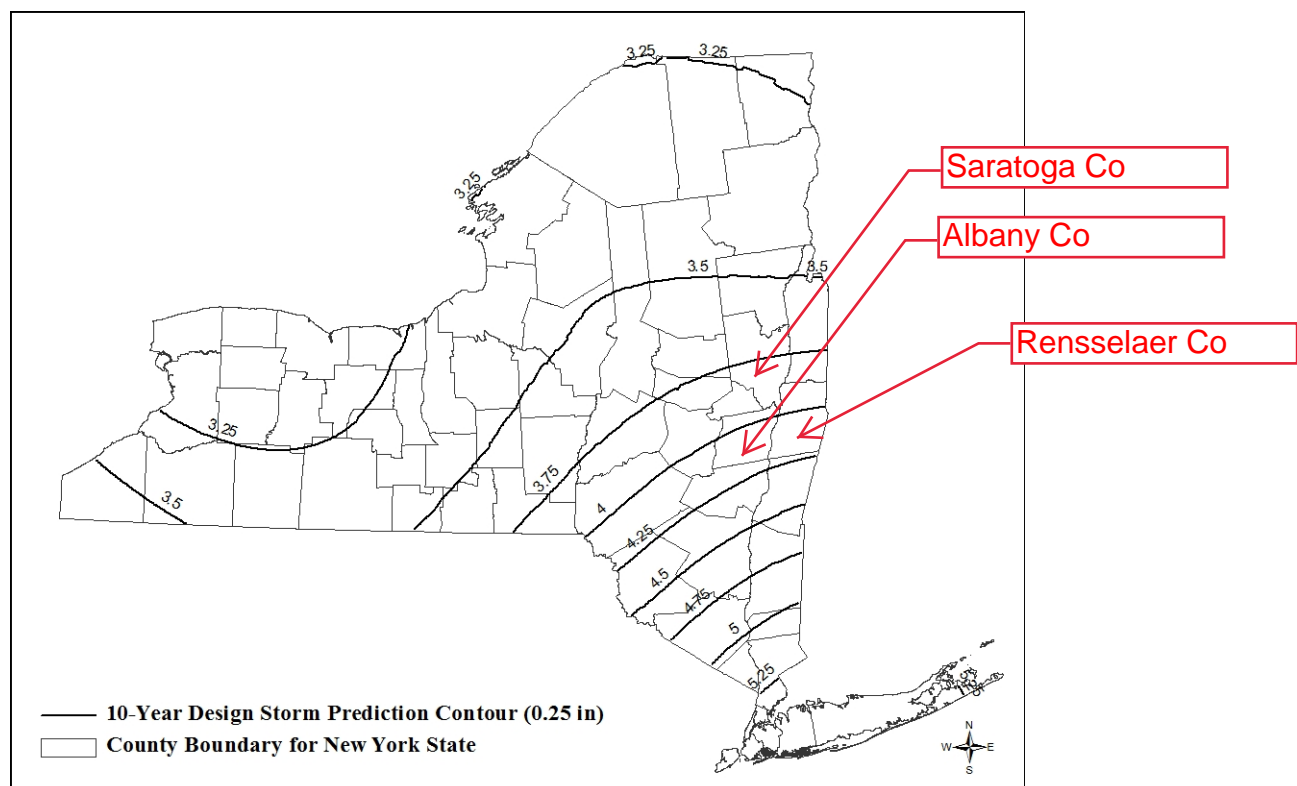 3.25
3.25
3.25
Saratoga Co
Albany Co
3.5
3.5
Rensselaer Co
3.25
3.5
3.75
4
4.25
4.5
4.75
5
5.25
10-Year Design Storm Prediction Contour (0.25 in)
County Boundary for New York State
N
W
E
S